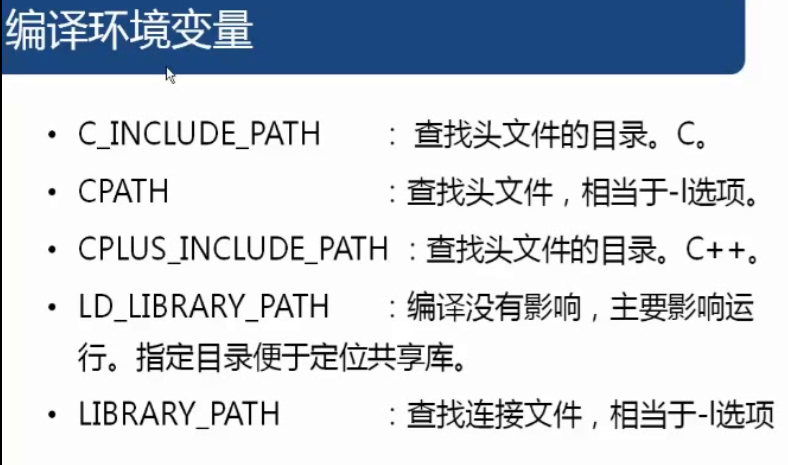 编译环境变量
• C_INCLUDE_PATH : 查找头文件的目录。C。
• CPATH : 查找头文件，相当于-I选项。
• CPLUS_INCLUDE_PATH : 查找头文件的目录。C++。
• LD_LIBRARY_PATH : 编译没有影响，主要影响运
行。指定目录便于定位共享库。
• LIBRARY_PATH : 查找连接文件，相当于-l选项